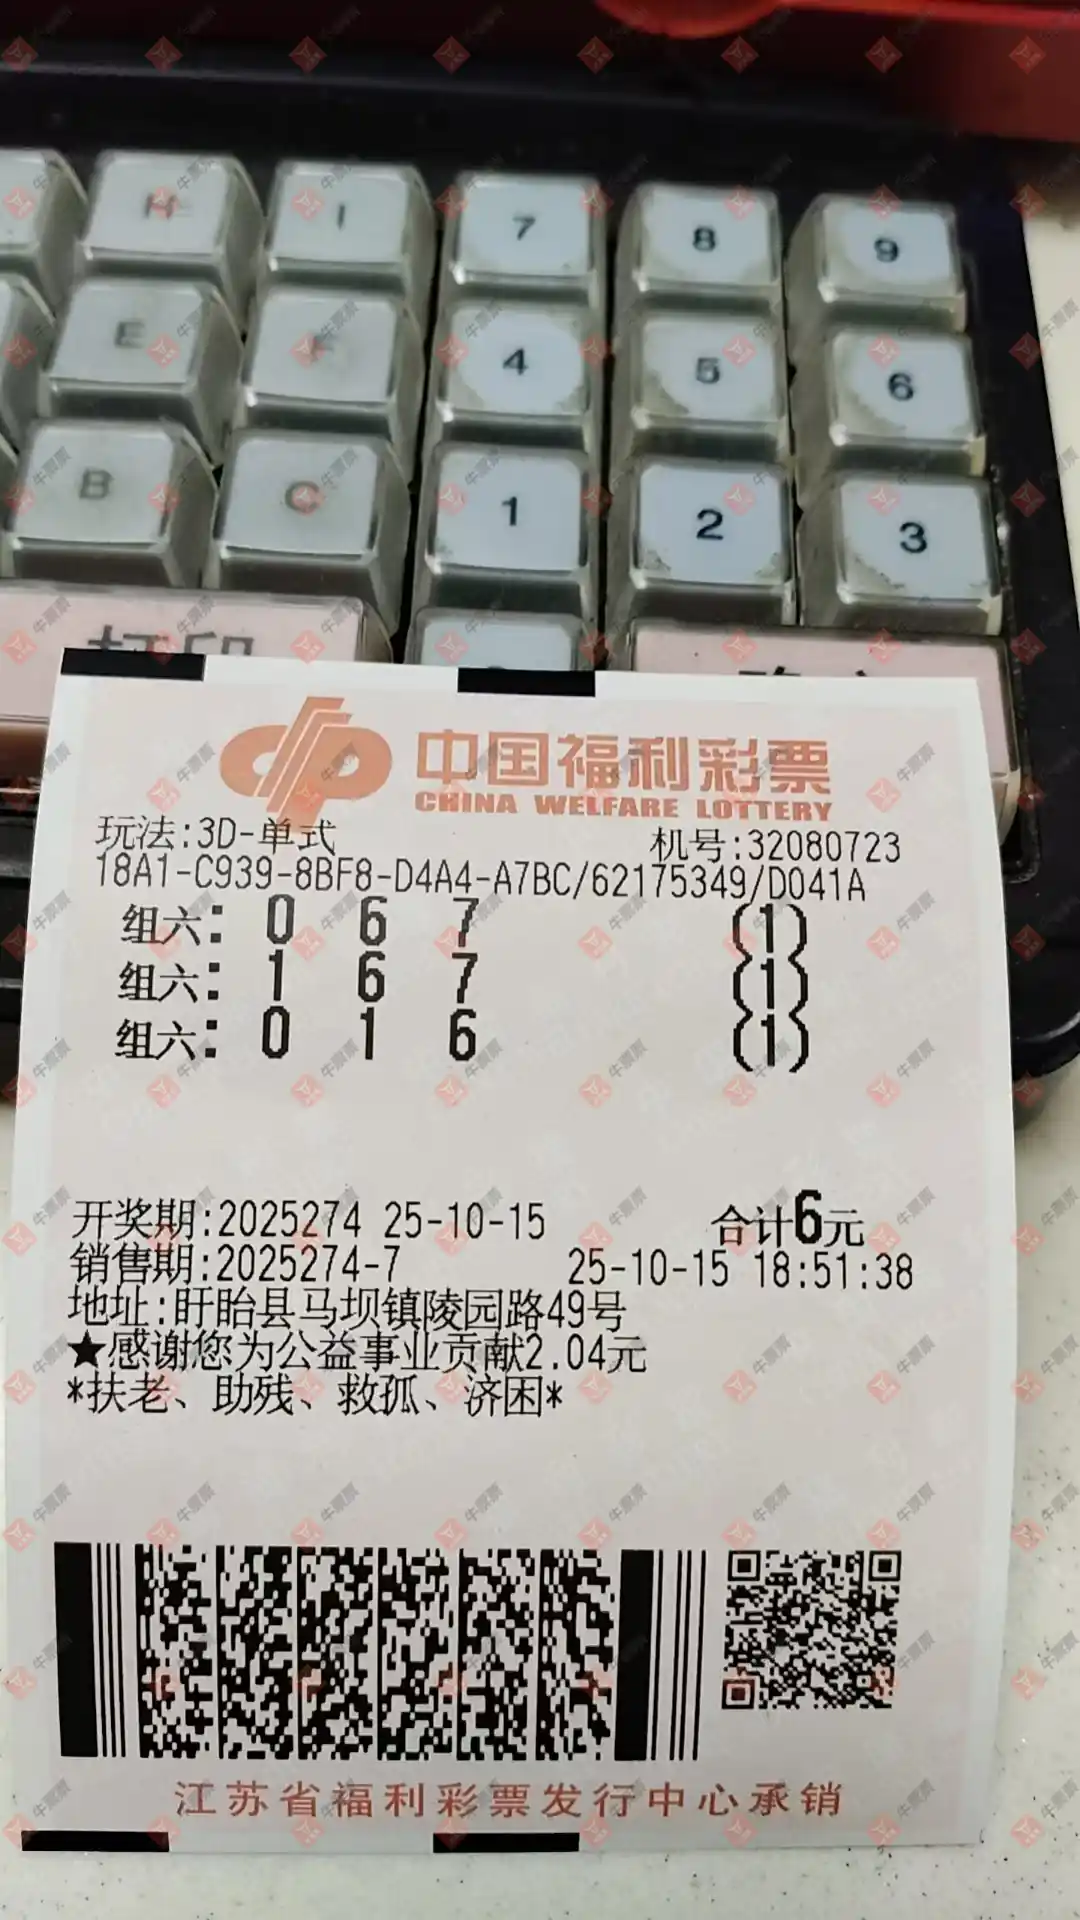 H I 7 8 9
E F 4 5 6
B C 1 2 3
打印
中国福利彩票
CHINA WELFARE LOTTERY
玩法:3D-单式 机号:32080723
18A1-C939-8BF8-D4A4-A7BC/62175349/D041A
组六: 0 6 7 (1)
组六: 1 6 7 (1)
组六: 0 1 6 (1)
开奖期:2025274 25-10-15 合计6元
销售期:2025274-7 25-10-15 18:51:38
地址:盱眙县马坝镇陵园路49号
★感谢您为公益事业贡献2.04元
*扶老、助残、救孤、济困*
江苏省福利彩票发行中心承销
牛票票